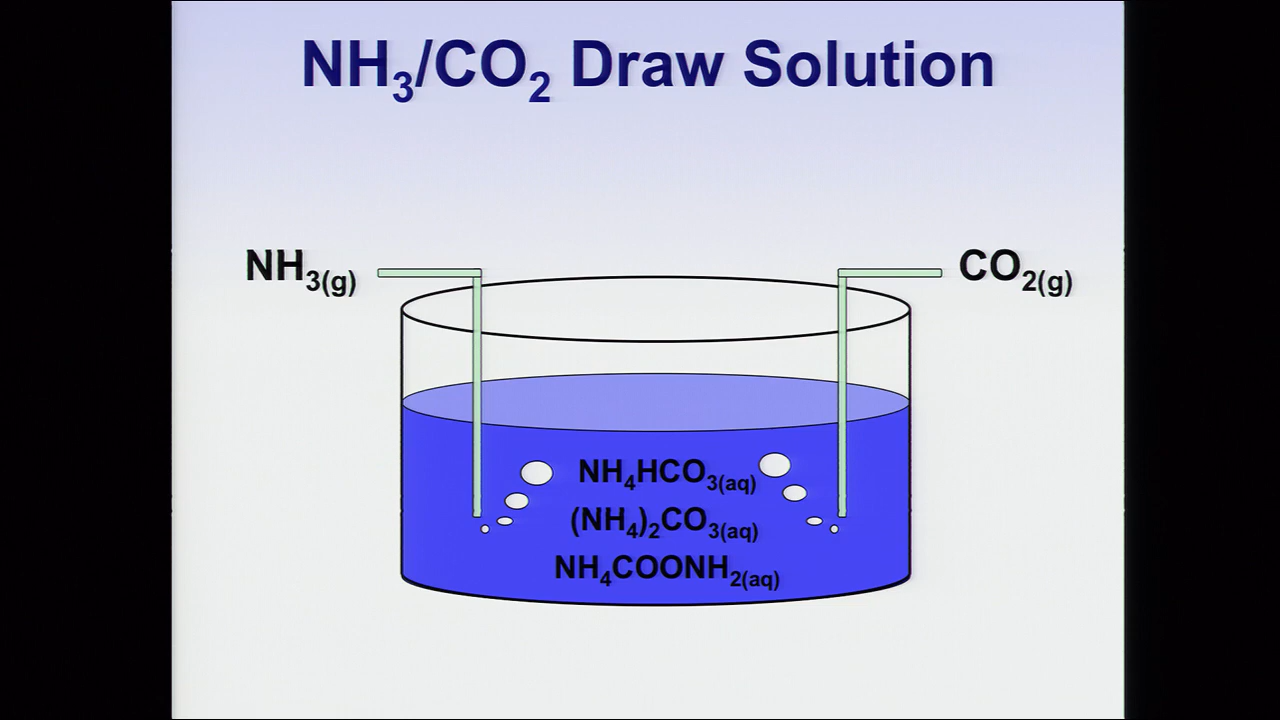 NH₃/CO₂ Draw Solution
NH₃(g)
CO₂(g)
NH₄HCO₃(aq)
(NH₄)₂CO₃(aq)
NH₄COONH₂(aq)